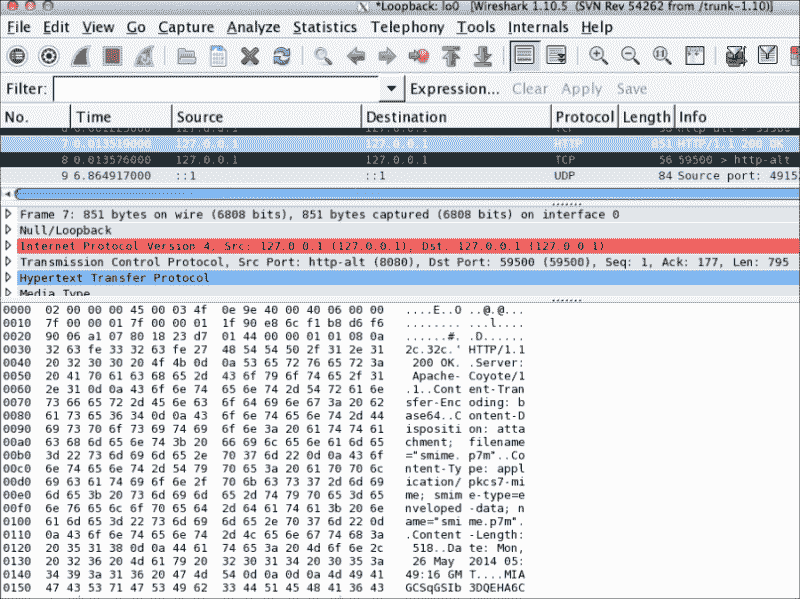 *Loopback: lo0 [Wireshark 1.10.5 (SVN Rev 54262 from /trunk-1.10)]
File Edit View Go Capture Analyze Statistics Telephony Tools Internals Help
Filter: Expression... Clear Apply Save
No. Time Source Destination Protocol Length Info
7 0.013510000 127.0.0.1 127.0.0.1 HTTP 851 HTTP/1.1 200 OK
8 0.013576000 127.0.0.1 127.0.0.1 TCP 56 59500 > http-alt
9 6.864917000 ::1 ::1 UDP 84 Source port: 4915
Frame 7: 851 bytes on wire (6808 bits), 851 bytes captured (6808 bits) on interface 0
Null/Loopback
Internet Protocol Version 4, Src: 127.0.0.1 (127.0.0.1), Dst: 127.0.0.1 (127.0.0.1)
Transmission Control Protocol, Src Port: http-alt (8080), Dst Port: 59500 (59500), Seq: 1, Ack: 177, Len: 795
Hypertext Transfer Protocol
Media Type
0000 02 00 00 00 45 00 03 4f 0e 9e 40 00 40 06 00 00 ....E..O ..@.@...
0010 7f 00 00 01 7f 00 00 01 1f 90 e8 6c f1 b8 d6 f6 ........ ...l....
0020 90 06 a1 07 80 18 23 d7 01 44 00 00 01 01 08 0a ......#. .D......
0030 32 63 fe 33 32 63 fe 27 48 54 54 50 2f 31 2e 31 2c.32c.' HTTP/1.1
0040 20 32 30 30 20 4f 4b 0d 0a 53 65 72 76 65 72 3a 200 OK. .Server:
0050 20 41 70 61 63 68 65 2d 43 6f 79 6f 74 65 2f 31 Apache- Coyote/1
0060 2e 31 0d 0a 43 6f 6e 74 65 6e 74 2d 54 72 61 6e .1..Cont ent-Tran
0070 73 66 65 72 2d 45 6e 63 6f 64 69 6e 67 3a 20 62 sfer-Enc oding: b
0080 61 73 65 36 34 0d 0a 43 6f 6e 74 65 6e 74 2d 44 ase64..C ontent-D
0090 69 73 70 6f 73 69 74 69 6f 6e 3a 20 61 74 74 61 ispositi on: atta
00a0 63 68 6d 65 6e 74 3b 20 66 69 6c 65 6e 61 6d 65 chment; filename
00b0 3d 22 73 6d 69 6d 65 2e 70 37 6d 22 0d 0a 43 6f ="smime. p7m"..Co
00c0 6e 74 65 6e 74 2d 54 79 70 65 3a 20 61 70 70 6c ntent-Ty pe: appl
00d0 69 63 61 74 69 6f 6e 2f 70 6b 63 73 37 2d 6d 69 ication/ pkcs7-mi
00e0 6d 65 3b 20 73 6d 69 6d 65 2d 74 79 70 65 3d 65 me; smim e-type=e
00f0 6e 76 65 6c 6f 70 65 64 2d 64 61 74 61 3b 20 6e nveloped -data; n
0100 61 6d 65 3d 22 73 6d 69 6d 65 2e 70 37 6d 22 0d ame="smi me.p7m".
0110 0a 43 6f 6e 74 65 6e 74 2d 4c 65 6e 67 74 68 3a .Content -Length:
0120 20 35 31 38 0d 0a 44 61 74 65 3a 20 4d 6f 6e 2c 518..Da te: Mon,
0130 20 32 36 20 4d 61 79 20 32 30 31 34 20 30 35 3a 26 May 2014 05:
0140 34 39 3a 31 36 20 47 4d 54 0d 0a 0d 0a 4d 49 41 49:16 GM T....MIA
0150 47 43 53 71 47 53 49 62 33 44 51 45 48 41 36 43 GCSqGSIb 3DQEHA6C